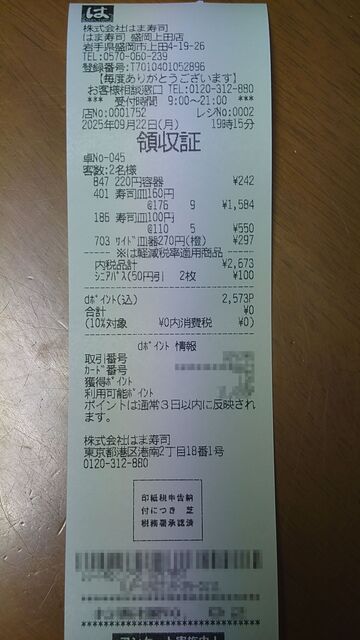 は
株式会社はま寿司
はま寿司 盛岡上田店
岩手県盛岡市上田4-19-26
TEL:0570-060-239
登録番号:T7010401052896
【毎度ありがとうございます】
お客様相談窓口 TEL:0120-312-880
*** 受付時間 9:00~21:00 ***
店No:0001752 レシNo:0002
2025年09月22日(月) 19時15分
領収証
卓No-045
客数:2名様
847 220円容器 ¥242
401 寿司皿160円
@176 9 ¥1,584
186 寿司皿100円
@110 5 ¥550
703 サイド皿器270円(橙) ¥297
※は軽減税率適用商品
内税品計 ¥2,673
シニアパス(50円引 2枚 ¥100
dポイント(込) 2,573P
合計 ¥0
(10%対象 ¥0内消費税 ¥0)
dポイント 情報
取引番号
カード番号
獲得ポイント
利用可能ポイント
ポイントは通常3日以内に反映されます。
株式会社はま寿司
東京都港区港南2丁目18番1号
0120-312-880
印紙税申告納
付につき 芝
税務署承認済